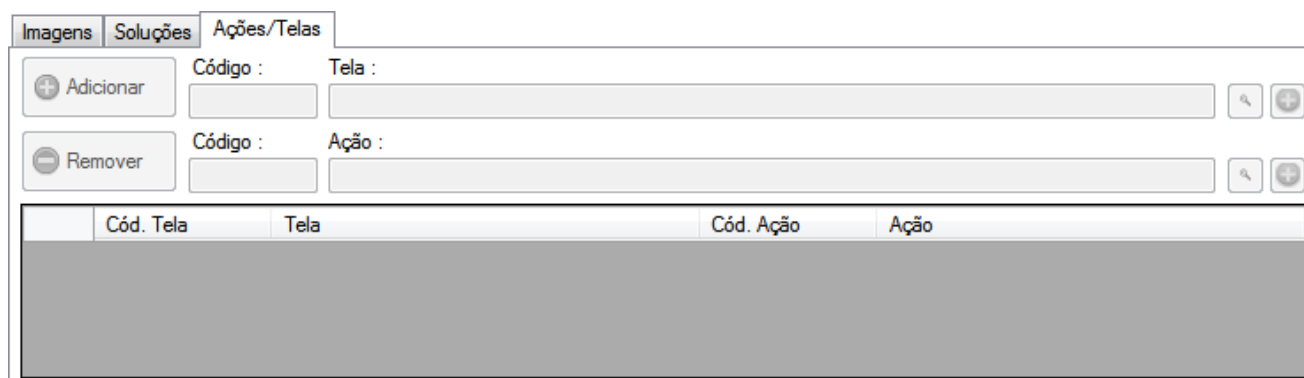 Imagens Soluções Ações/Telas
Adicionar Código : Tela :
Remover Código : Ação :
Cód. Tela Tela Cód. Ação Ação